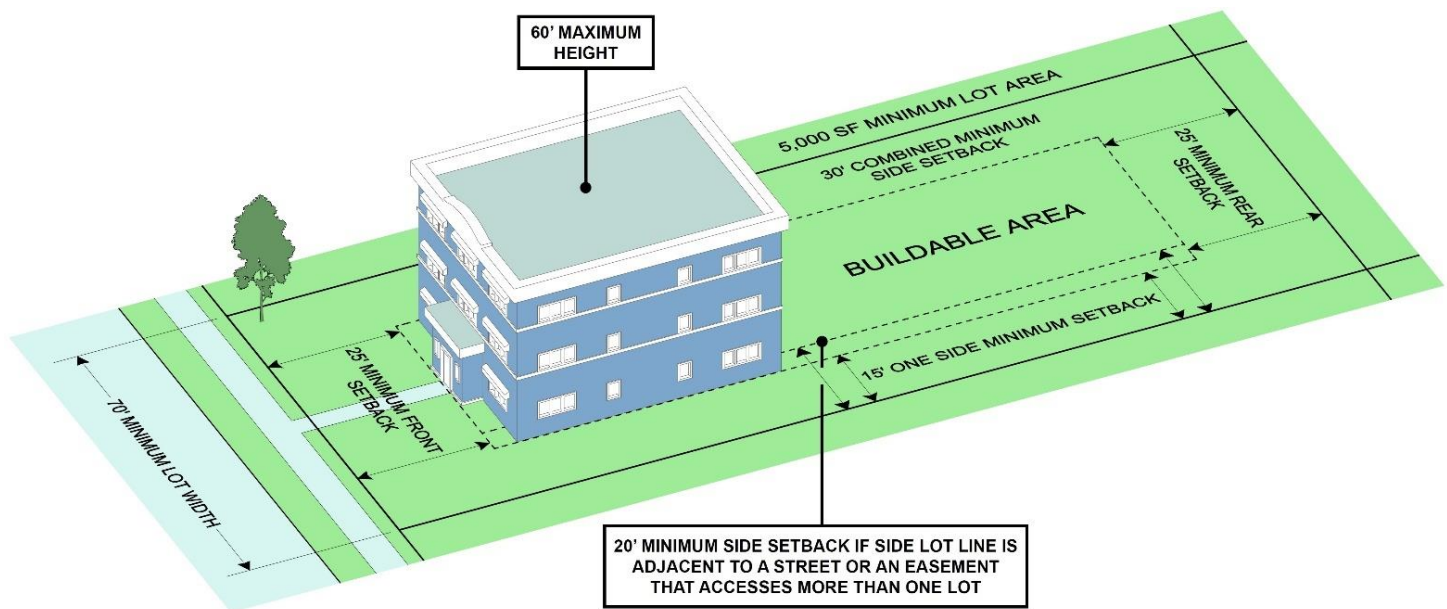 60' MAXIMUM
HEIGHT
5,000 SF MINIMUM LOT AREA
30' COMBINED MINIMUM
SIDE SETBACK
25' MINIMUM REAR
SETBACK
BUILDABLE AREA
15' ONE SIDE MINIMUM SETBACK
25' MINIMUM FRONT
SETBACK
70' MINIMUM LOT WIDTH
20' MINIMUM SIDE SETBACK IF SIDE LOT LINE IS
ADJACENT TO A STREET OR AN EASEMENT
THAT ACCESSES MORE THAN ONE LOT